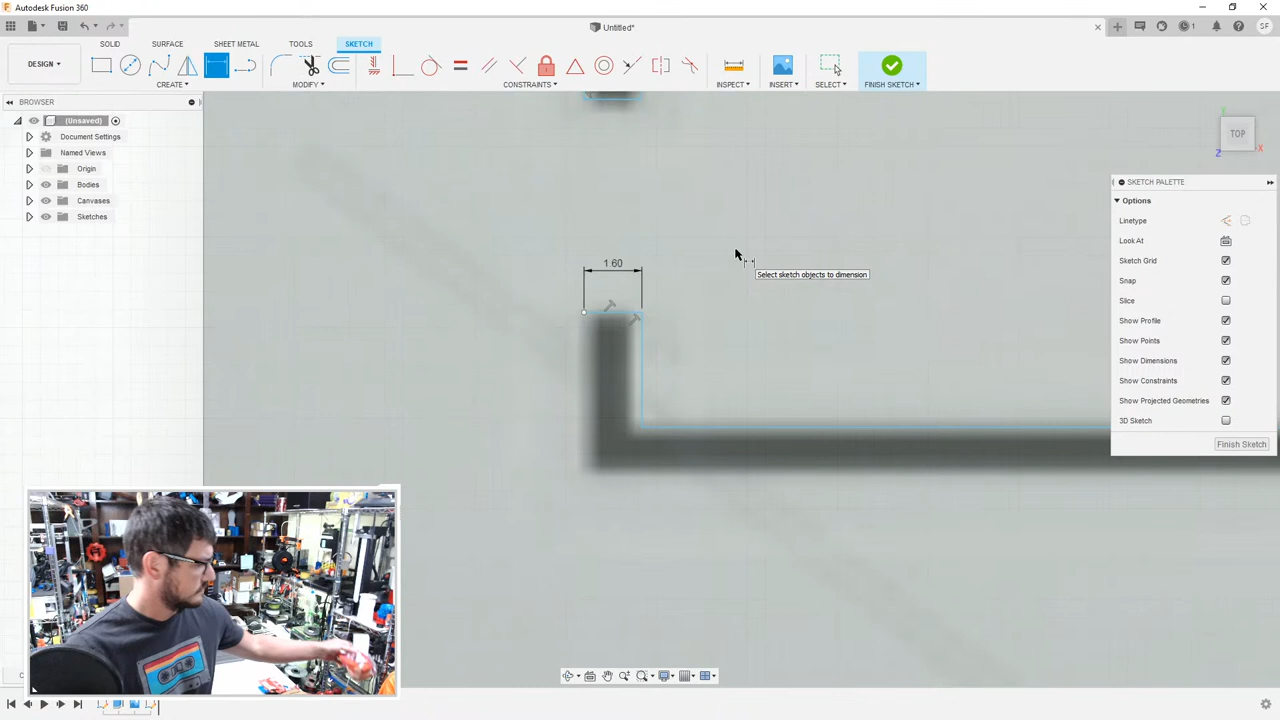 Autodesk Fusion 360
Untitled*
SF
1
DESIGN
SOLID
SURFACE
SHEET METAL
TOOLS
SKETCH
CREATE
MODIFY
CONSTRAINTS
INSPECT
INSERT
SELECT
FINISH SKETCH
BROWSER
(Unsaved)
Document Settings
Named Views
Origin
Bodies
Canvases
Sketches
1.60
Select sketch objects to dimension
TOP
Y
X
Z
SKETCH PALETTE
Options
Linetype
Look At
Sketch Grid
Snap
Slice
Show Profile
Show Points
Show Dimensions
Show Constraints
Show Projected Geometries
3D Sketch
Finish Sketch